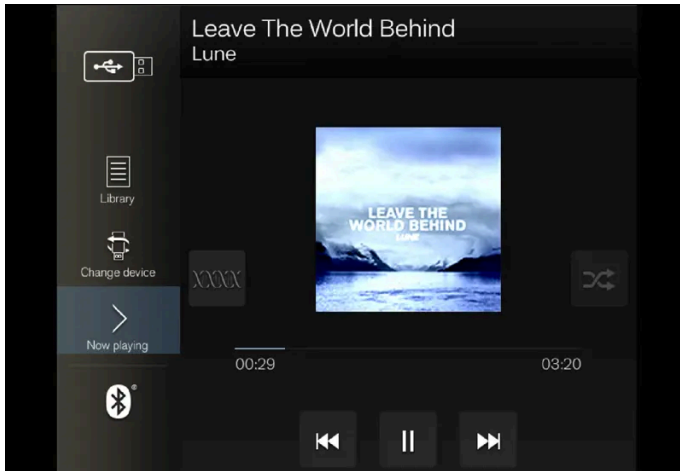 Leave The World Behind
Lune
Library
LEAVE THE
WORLD BEHIND
LUNE
Change device
Now playing
00:29
03:20